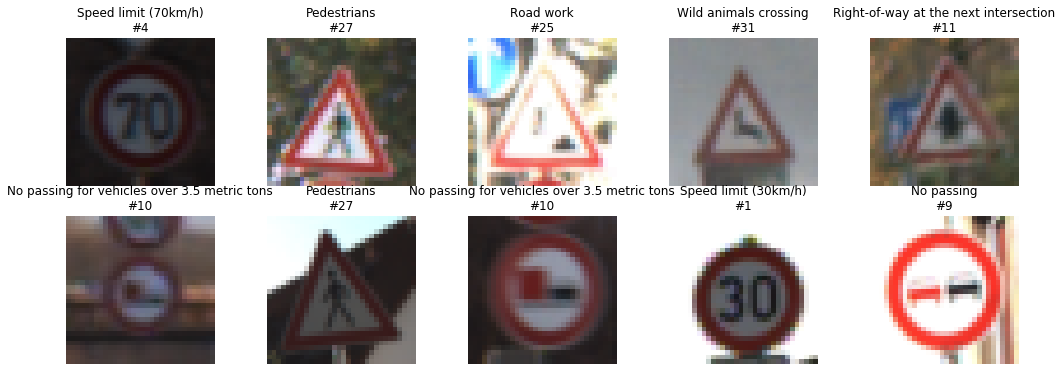 Speed limit (70km/h)
#4
Pedestrians
#27
Road work
#25
Wild animals crossing
#31
Right-of-way at the next intersection
#11
70
No passing for vehicles over 3.5 metric tons
#10
Pedestrians
#27
No passing for vehicles over 3.5 metric tons
#10
Speed limit (30km/h)
#1
No passing
#9
30